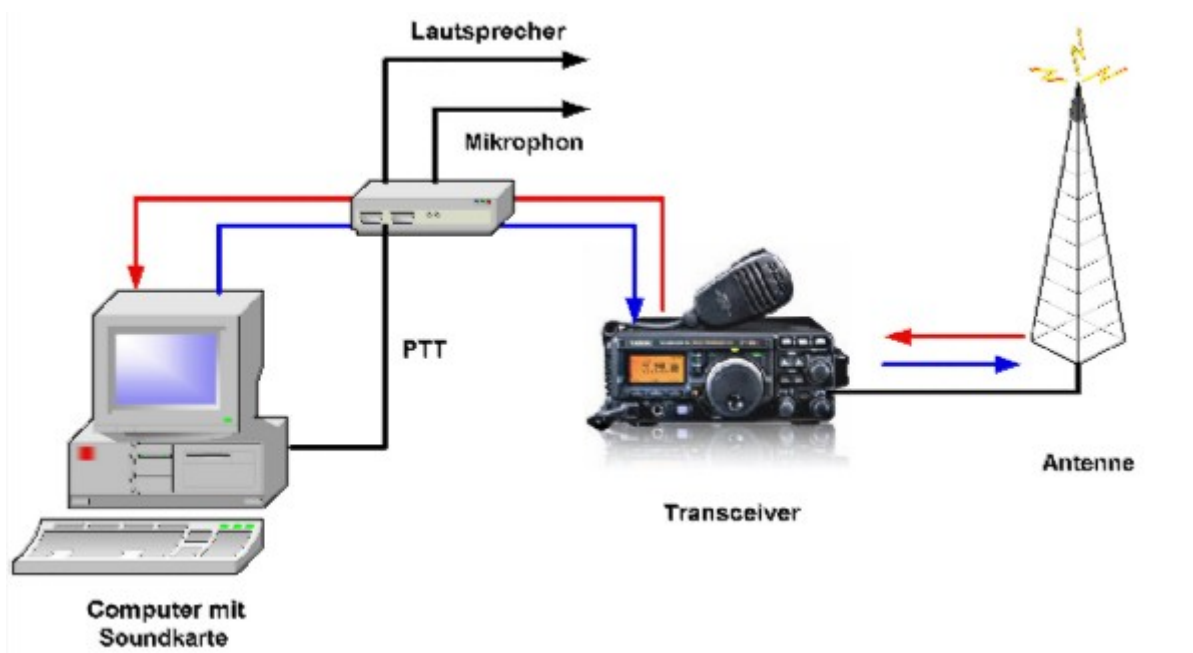 Lautsprecher
Mikrophon
PTT
Antenne
Transceiver
Computer mit
Soundkarte